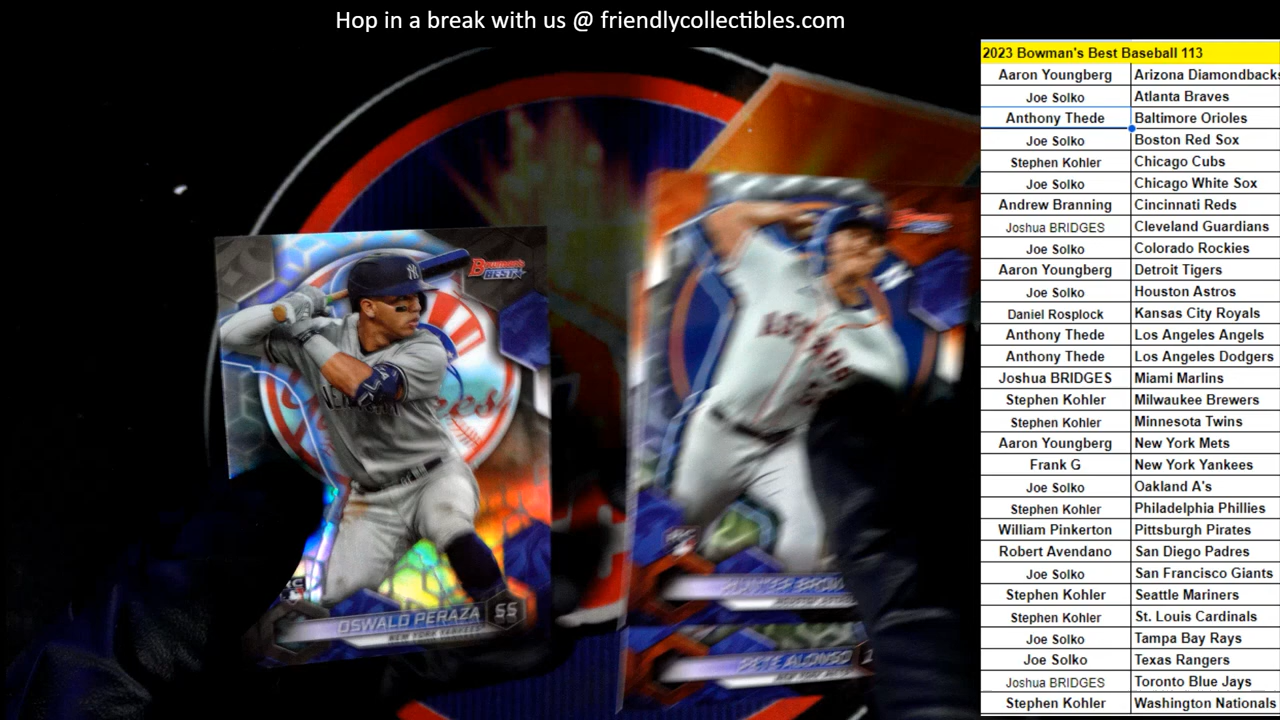 Hop in a break with us @ friendlycollectibles.com
2023 Bowman's Best Baseball 113
Aaron Youngberg Arizona Diamondbacks
Joe Solko Atlanta Braves
Anthony Thede Baltimore Orioles
Joe Solko Boston Red Sox
Stephen Kohler Chicago Cubs
Joe Solko Chicago White Sox
Andrew Branning Cincinnati Reds
Joshua BRIDGES Cleveland Guardians
Joe Solko Colorado Rockies
Aaron Youngberg Detroit Tigers
Joe Solko Houston Astros
Daniel Rosplock Kansas City Royals
Anthony Thede Los Angeles Angels
Anthony Thede Los Angeles Dodgers
Joshua BRIDGES Miami Marlins
Stephen Kohler Milwaukee Brewers
Stephen Kohler Minnesota Twins
Aaron Youngberg New York Mets
Frank G New York Yankees
Joe Solko Oakland A's
Stephen Kohler Philadelphia Phillies
William Pinkerton Pittsburgh Pirates
Robert Avendano San Diego Padres
Joe Solko San Francisco Giants
Stephen Kohler Seattle Mariners
Stephen Kohler St. Louis Cardinals
Joe Solko Tampa Bay Rays
Joe Solko Texas Rangers
Joshua BRIDGES Toronto Blue Jays
Stephen Kohler Washington Nationals
BOWMAN'S
BEST
NY
RC
OSWALD PERAZA SS
NEW YORK YANKEES
PETE ALONSO